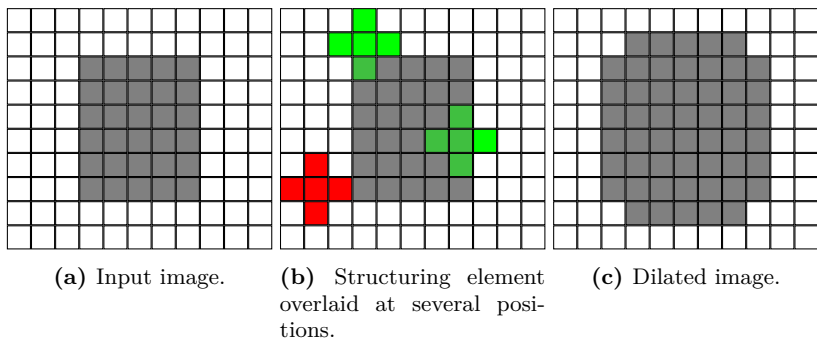 (a) Input image.
(b) Structuring element
overlaid at several posi-
tions.
(c) Dilated image.